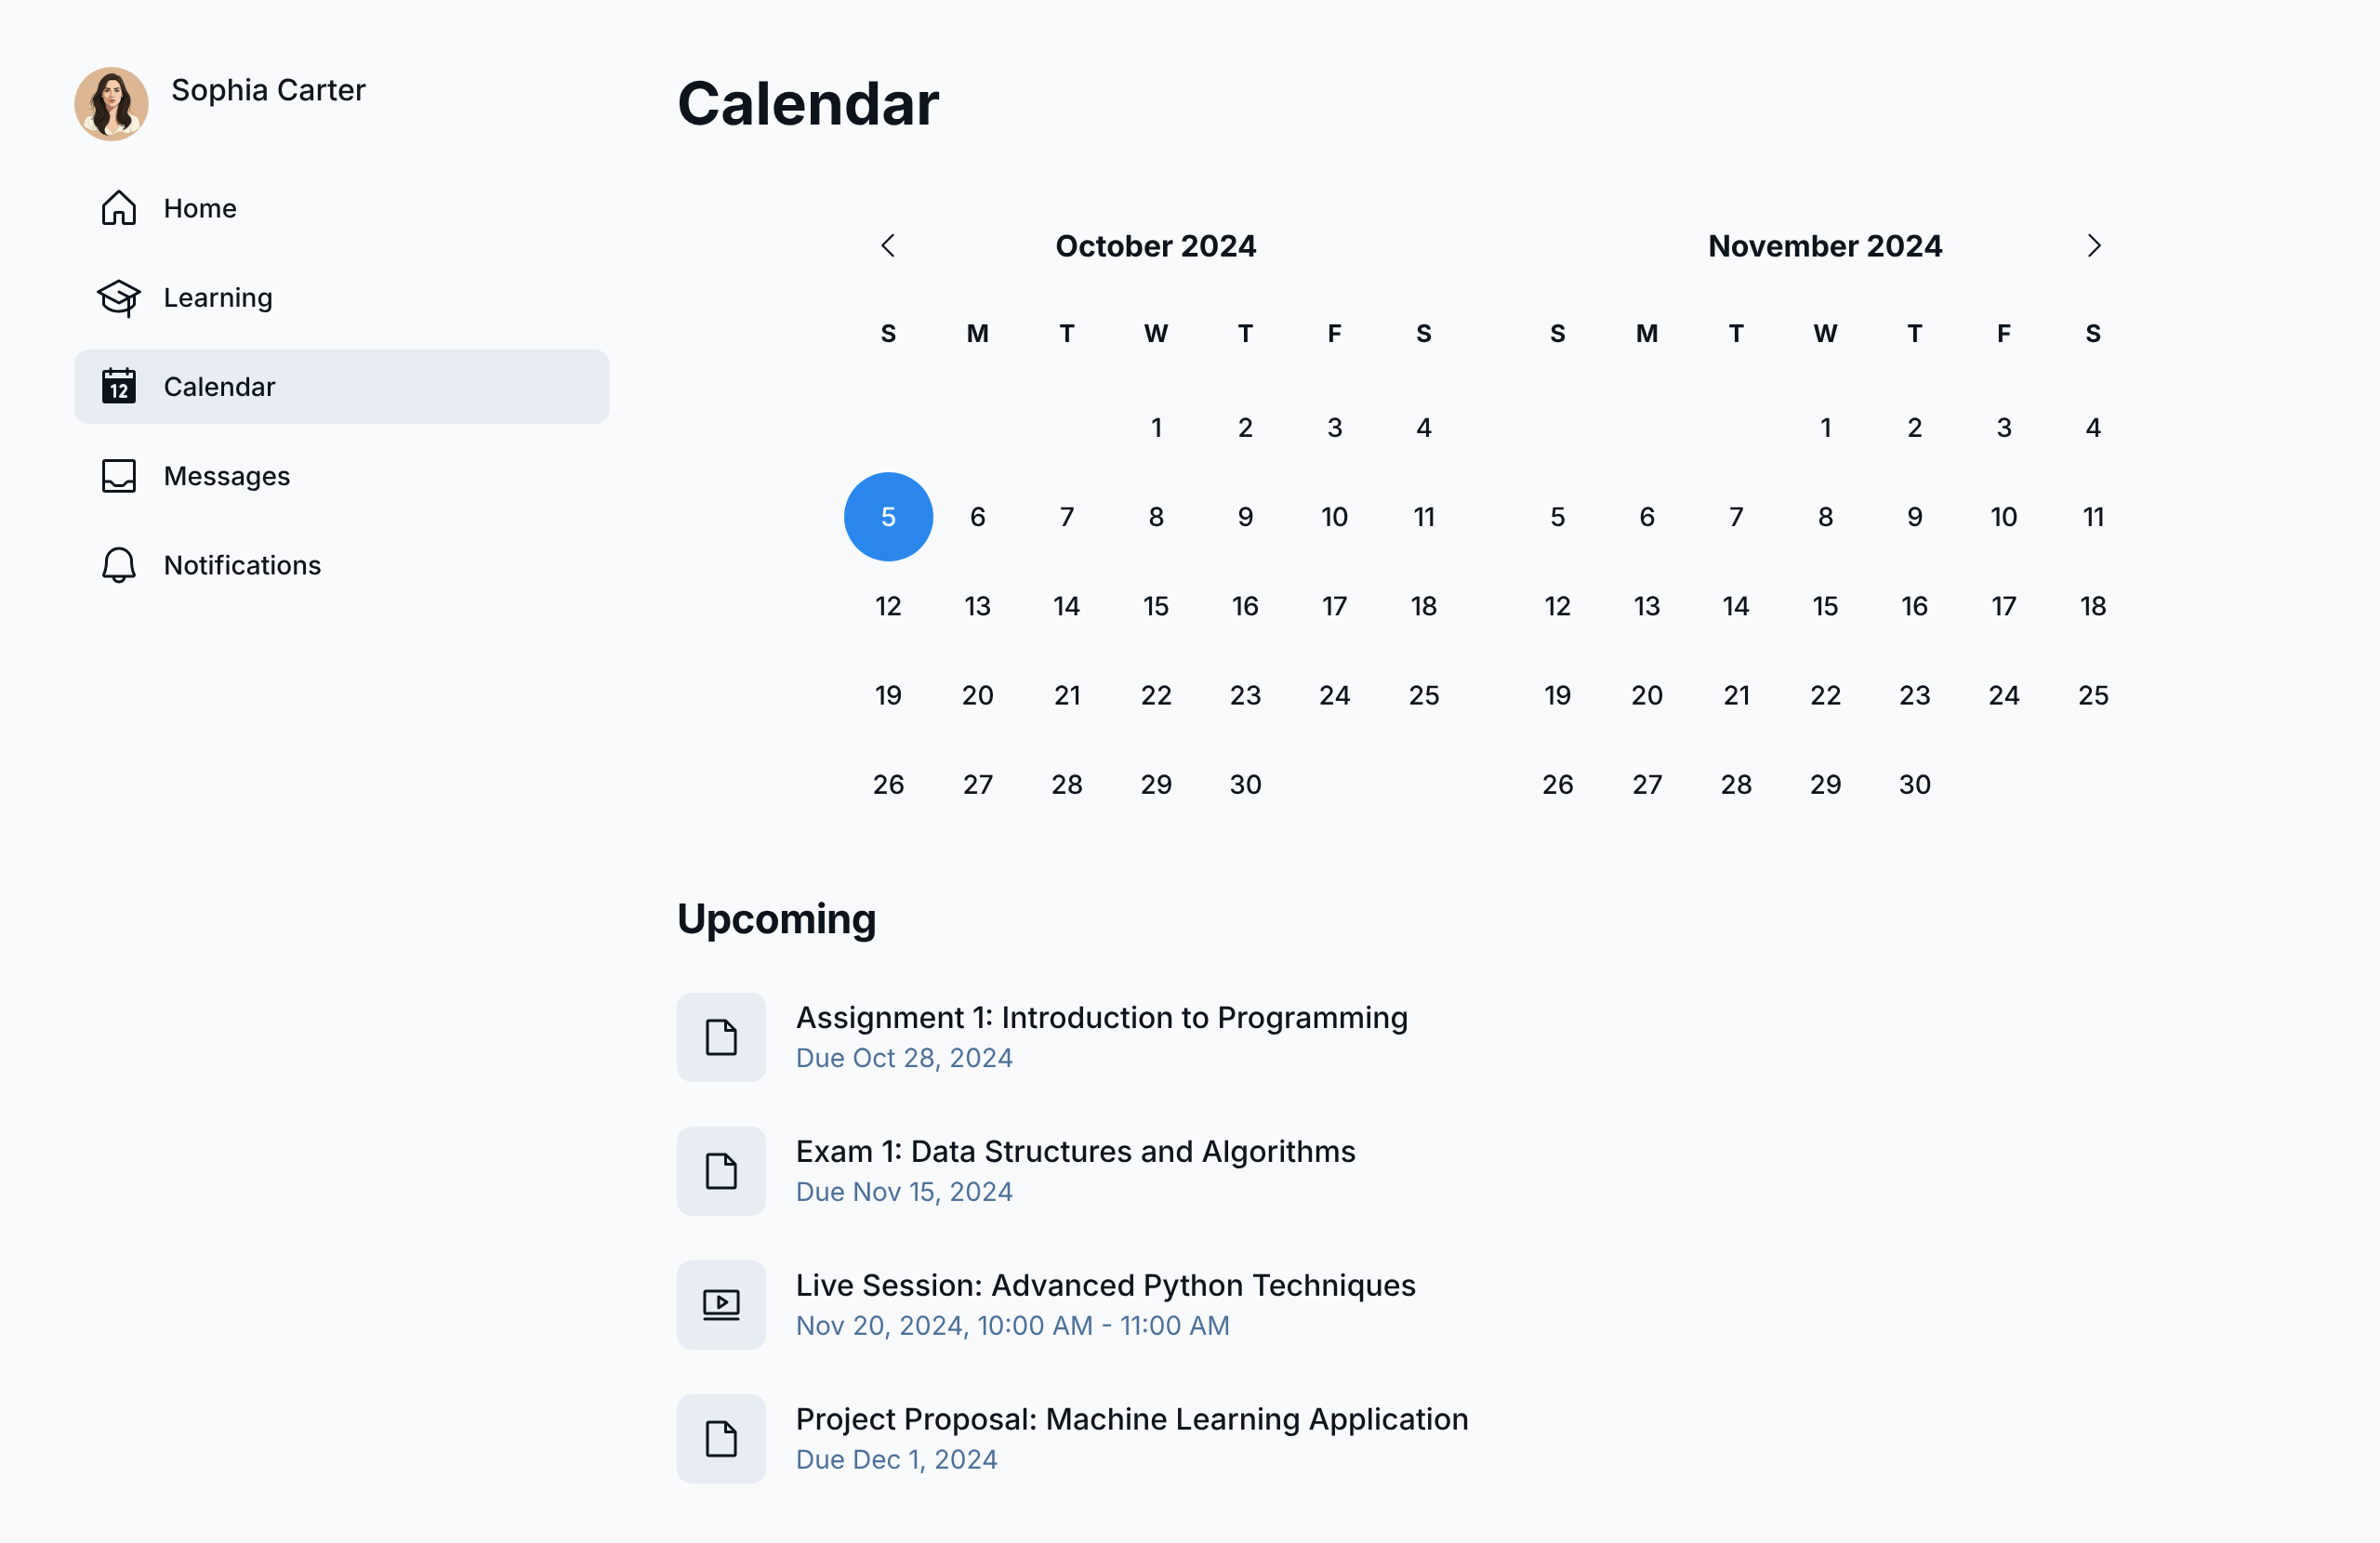 Sophia Carter
Home
Learning
12
Calendar
Messages
Notifications
Calendar
October 2024
S M T W T F S
1 2 3 4
5 6 7 8 9 10 11
12 13 14 15 16 17 18
19 20 21 22 23 24 25
26 27 28 29 30
November 2024
S M T W T F S
1 2 3 4
5 6 7 8 9 10 11
12 13 14 15 16 17 18
19 20 21 22 23 24 25
26 27 28 29 30
Upcoming
Assignment 1: Introduction to Programming
Due Oct 28, 2024
Exam 1: Data Structures and Algorithms
Due Nov 15, 2024
Live Session: Advanced Python Techniques
Nov 20, 2024, 10:00 AM - 11:00 AM
Project Proposal: Machine Learning Application
Due Dec 1, 2024